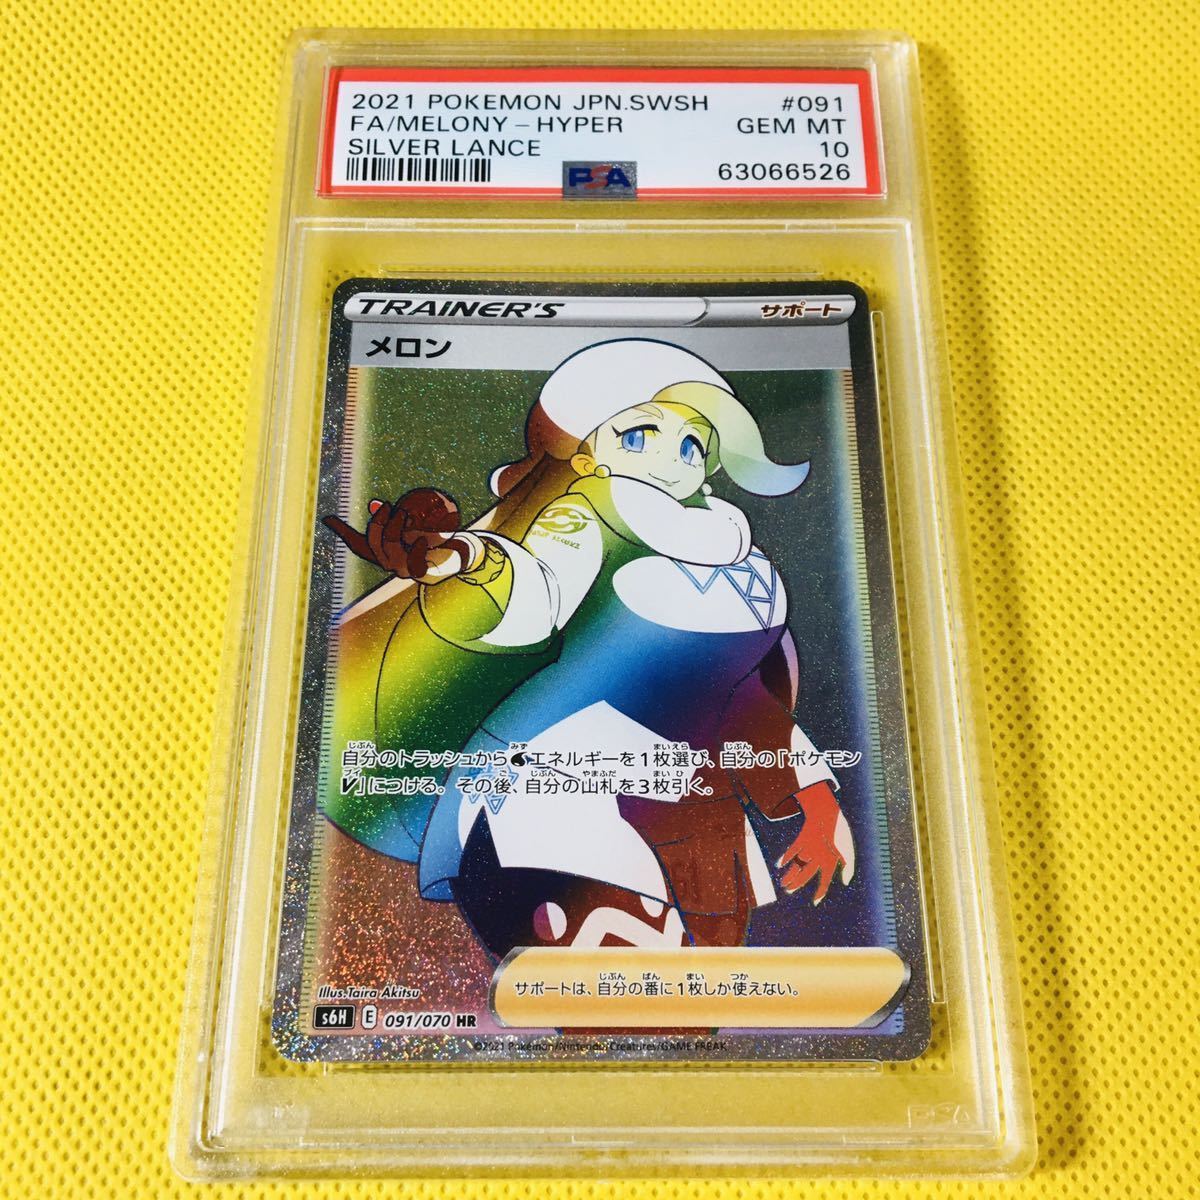 2021 POKEMON JPN.SWSH #091
FA/MELONY-HYPER GEM MT
SILVER LANCE 10
PSA 63066526
TRAINER'S サポート
メロン
自分のトラッシュからエネルギーを1枚選び、自分の「ポケモン
V」につける。その後、自分の山札を3枚引く。
サポートは、自分の番に1枚しか使えない。
Illus.Taira Akitsu
s6H E 091/070 HR
©2021 Pokémon/Nintendo/Creatures/GAME FREAK
PSA